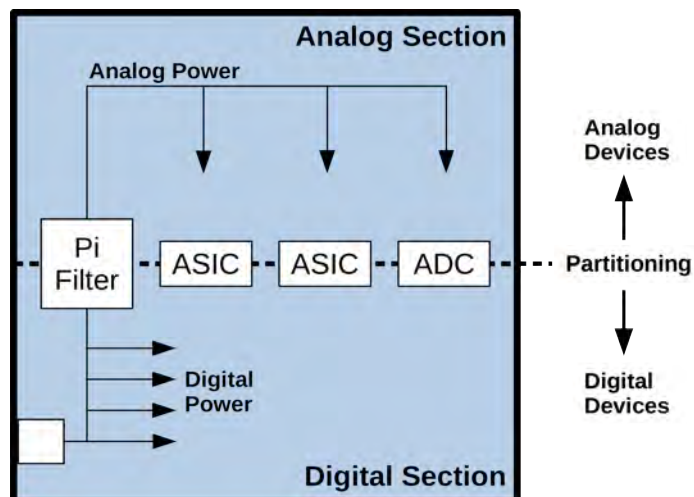 Analog Section
Analog Power
Analog
Devices
Pi
Filter
ASIC
ASIC
ADC
Partitioning
Digital
Power
Digital
Devices
Digital Section